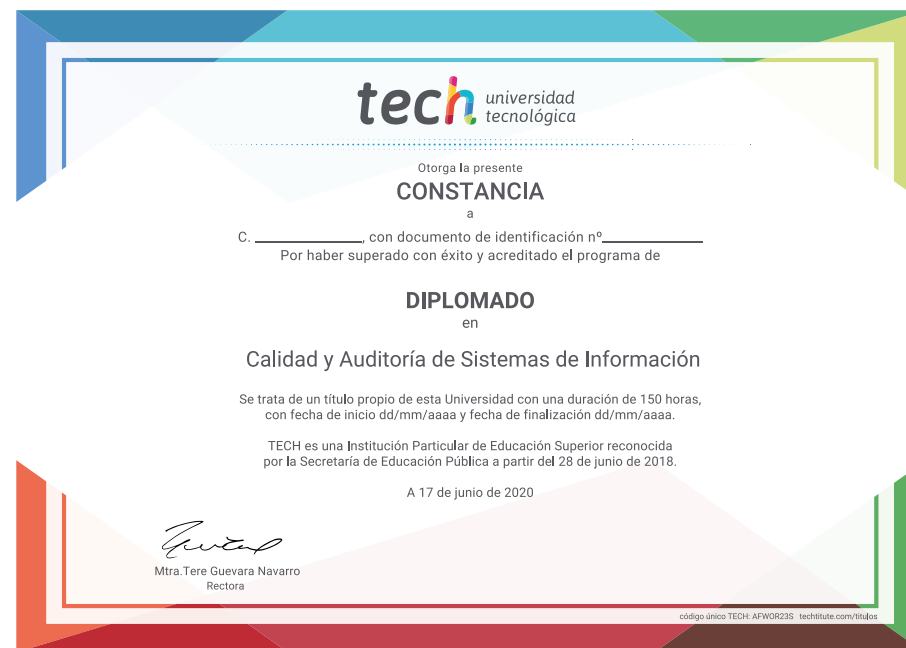 tech universidad
tecnológica
Otorga la presente
CONSTANCIA
a
C. ____________, con documento de identificación nº____________
Por haber superado con éxito y acreditado el programa de
DIPLOMADO
en
Calidad y Auditoría de Sistemas de Información
Se trata de un título propio de esta Universidad con una duración de 150 horas,
con fecha de inicio dd/mm/aaaa y fecha de finalización dd/mm/aaaa.
TECH es una Institución Particular de Educación Superior reconocida
por la Secretaría de Educación Pública a partir del 28 de junio de 2018.
A 17 de junio de 2020
Mtra.Tere Guevara Navarro
Rectora
código único TECH: AFWOR23S techtitute.com/titulos